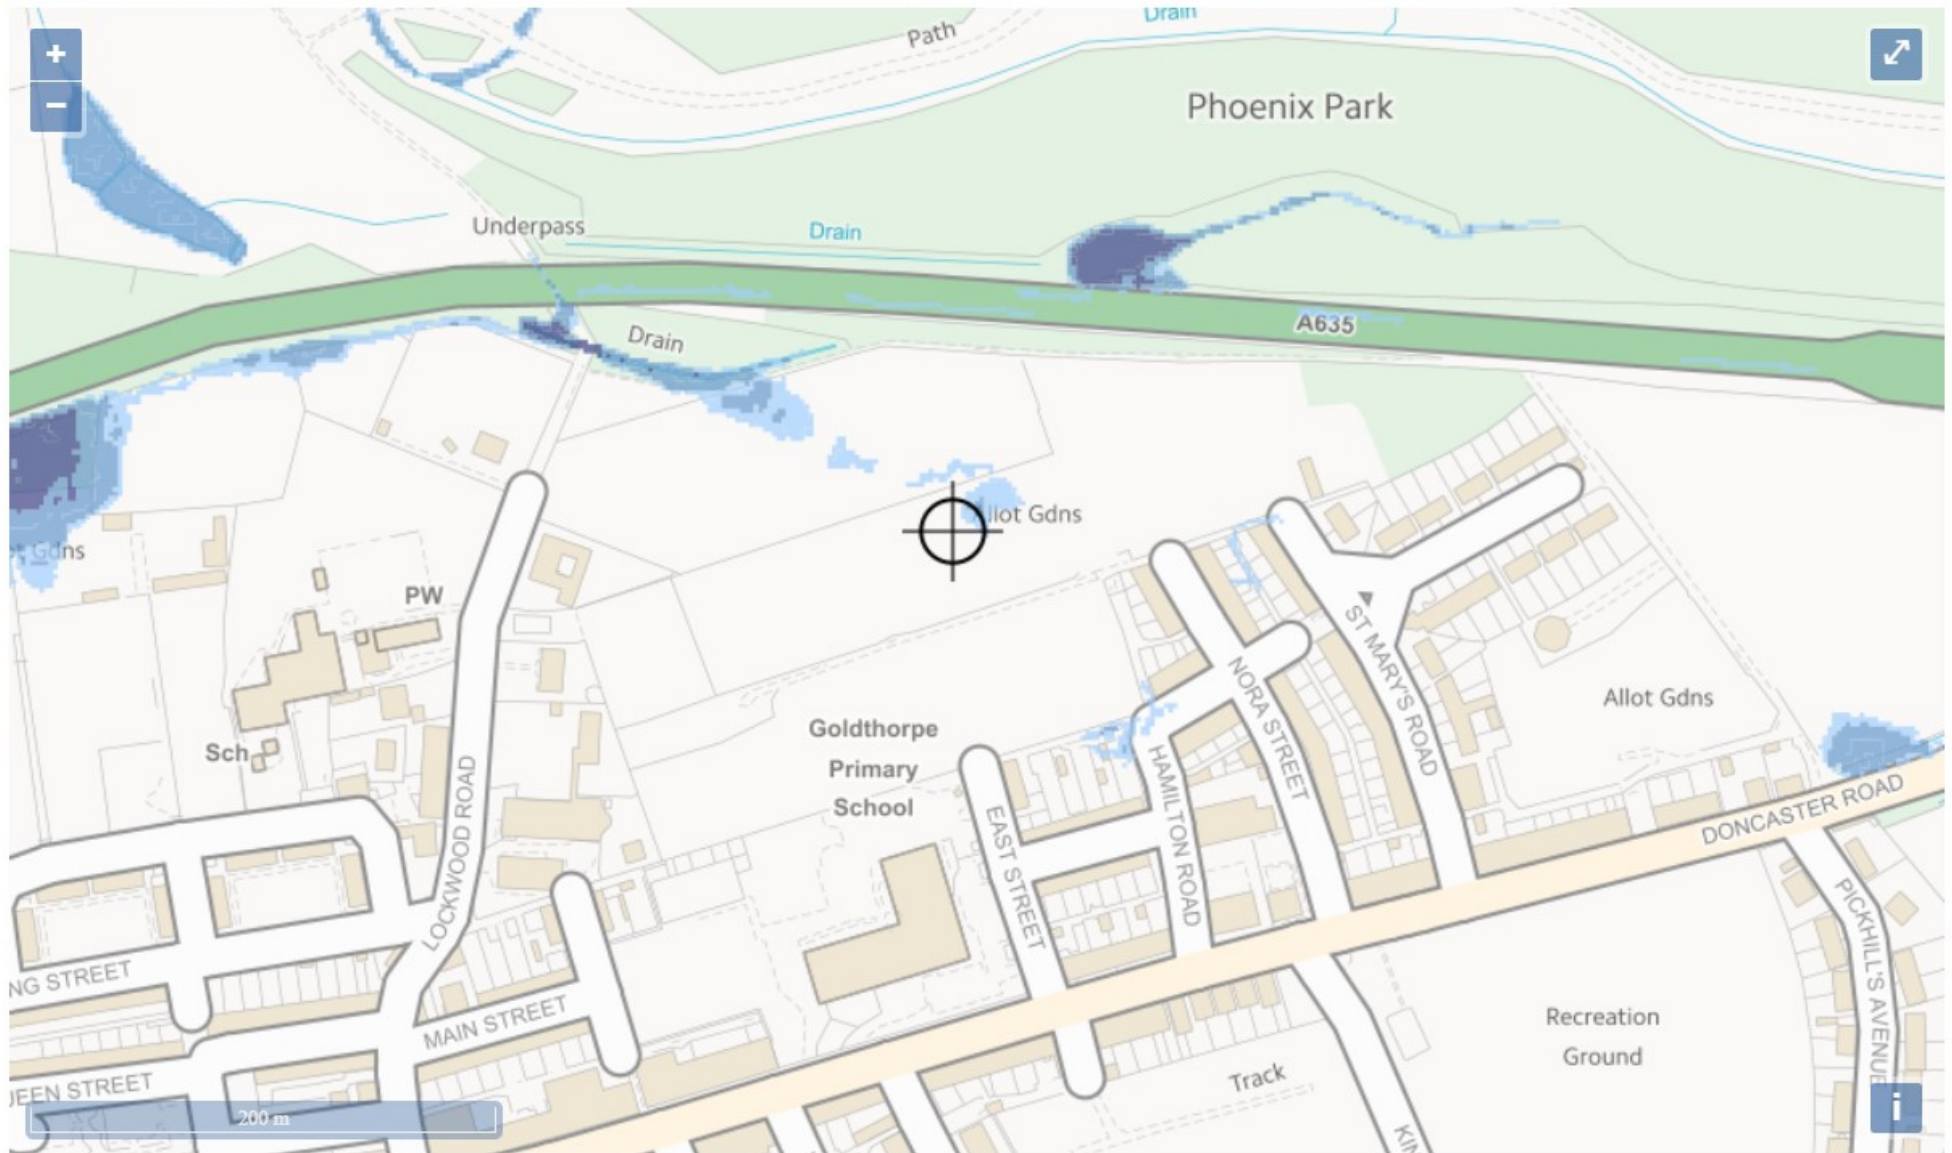 Drain
Path
+
−
Phoenix Park
Underpass
Drain
A635
Drain
Allot Gdns
Gdns
PW
ST MARY'S ROAD
NORA STREET
Allot Gdns
Goldthorpe
Primary
School
Sch
HAMILTON ROAD
LOCKWOOD ROAD
EAST STREET
DONCASTER ROAD
PICKHILL'S AVENUE
NG STREET
MAIN STREET
Recreation
Ground
UEEN STREET
Track
200 m
KIN
i